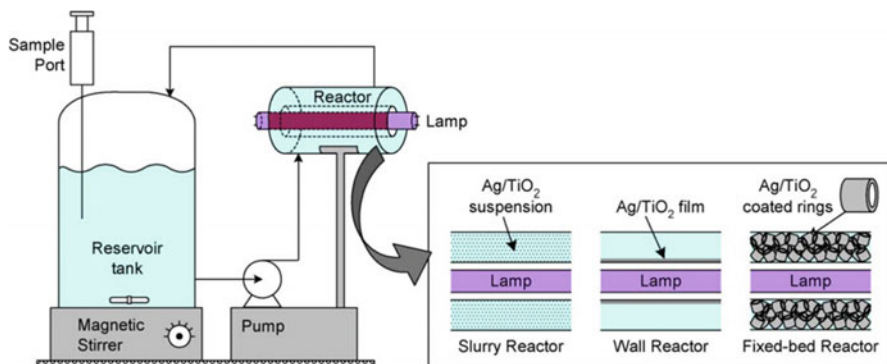 Sample
Port
Reactor
Lamp
Reservoir
tank
Magnetic
Stirrer
Pump
Ag/TiO₂
suspension
Ag/TiO₂ film
Ag/TiO₂
coated rings
Lamp
Lamp
Lamp
Slurry Reactor
Wall Reactor
Fixed-bed Reactor